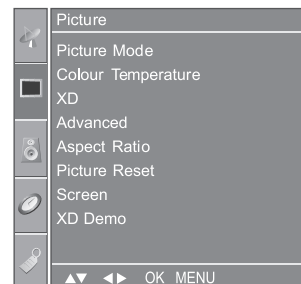 Picture
Picture Mode
Colour Temperature
XD
Advanced
Aspect Ratio
Picture Reset
Screen
XD Demo
▲▼ ◀▶ OK MENU